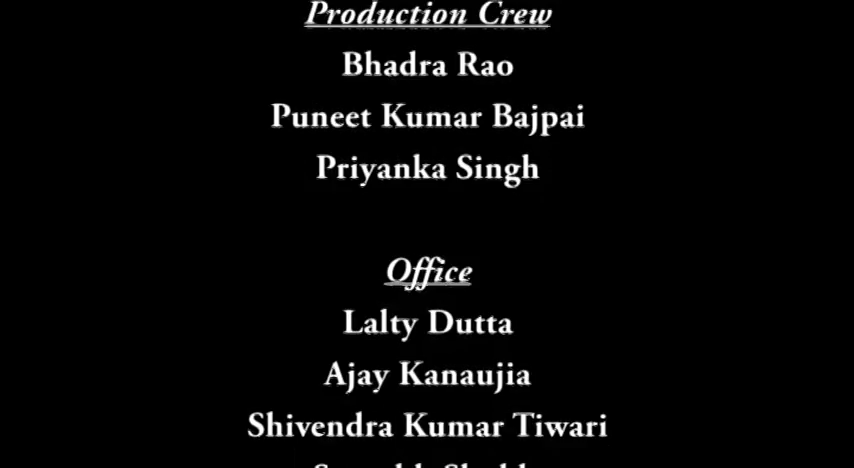 Production Crew
Bhadra Rao
Puneet Kumar Bajpai
Priyanka Singh
Office
Lalty Dutta
Ajay Kanaujia
Shivendra Kumar Tiwari